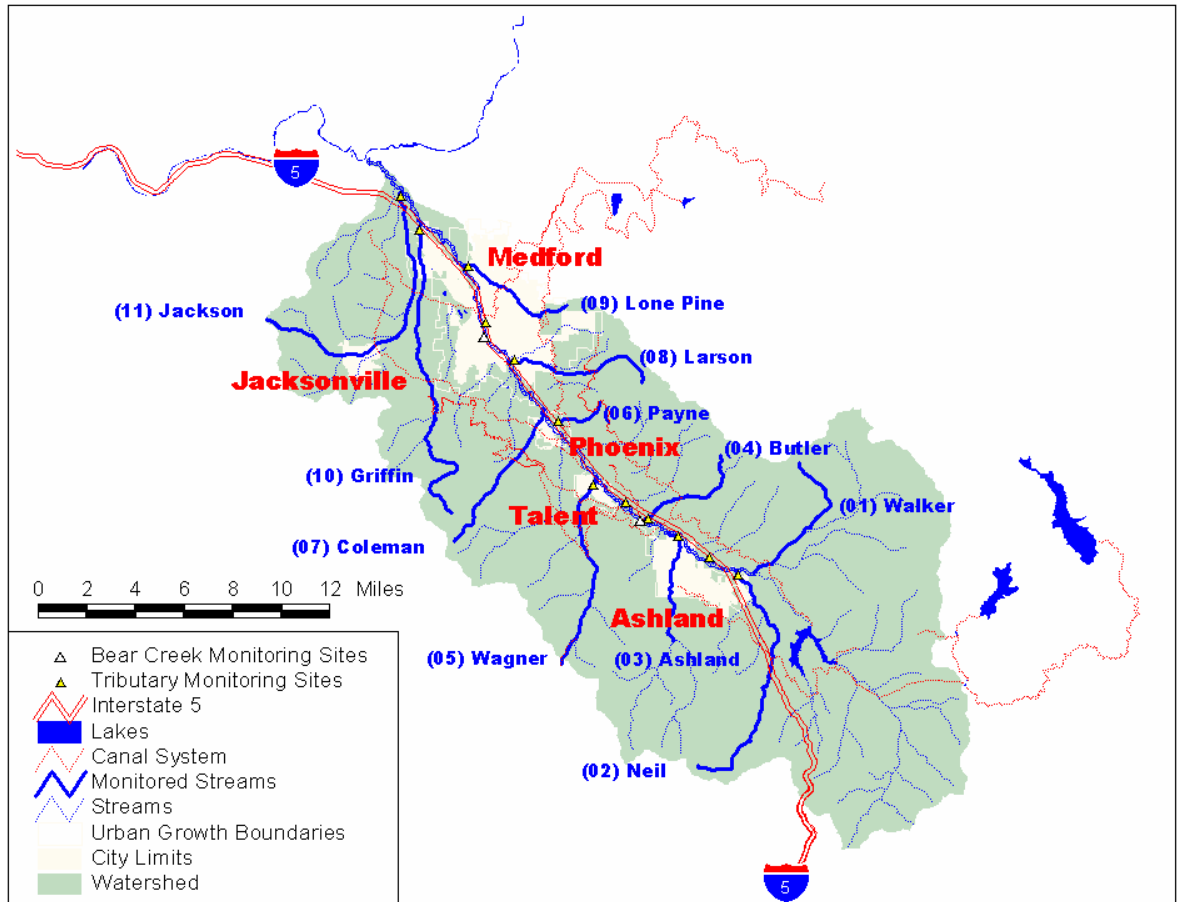 5
Medford
(09) Lone Pine
(11) Jackson
(08) Larson
Jacksonville
(06) Payne
Phoenix
(04) Butler
(10) Griffin
(01) Walker
Talent
(07) Coleman
0 2 4 6 8 10 12 Miles
Ashland
(05) Wagner
(03) Ashland
(02) Neil
Bear Creek Monitoring Sites
Tributary Monitoring Sites
Interstate 5
Lakes
Canal System
Monitored Streams
Streams
Urban Growth Boundaries
City Limits
Watershed
5